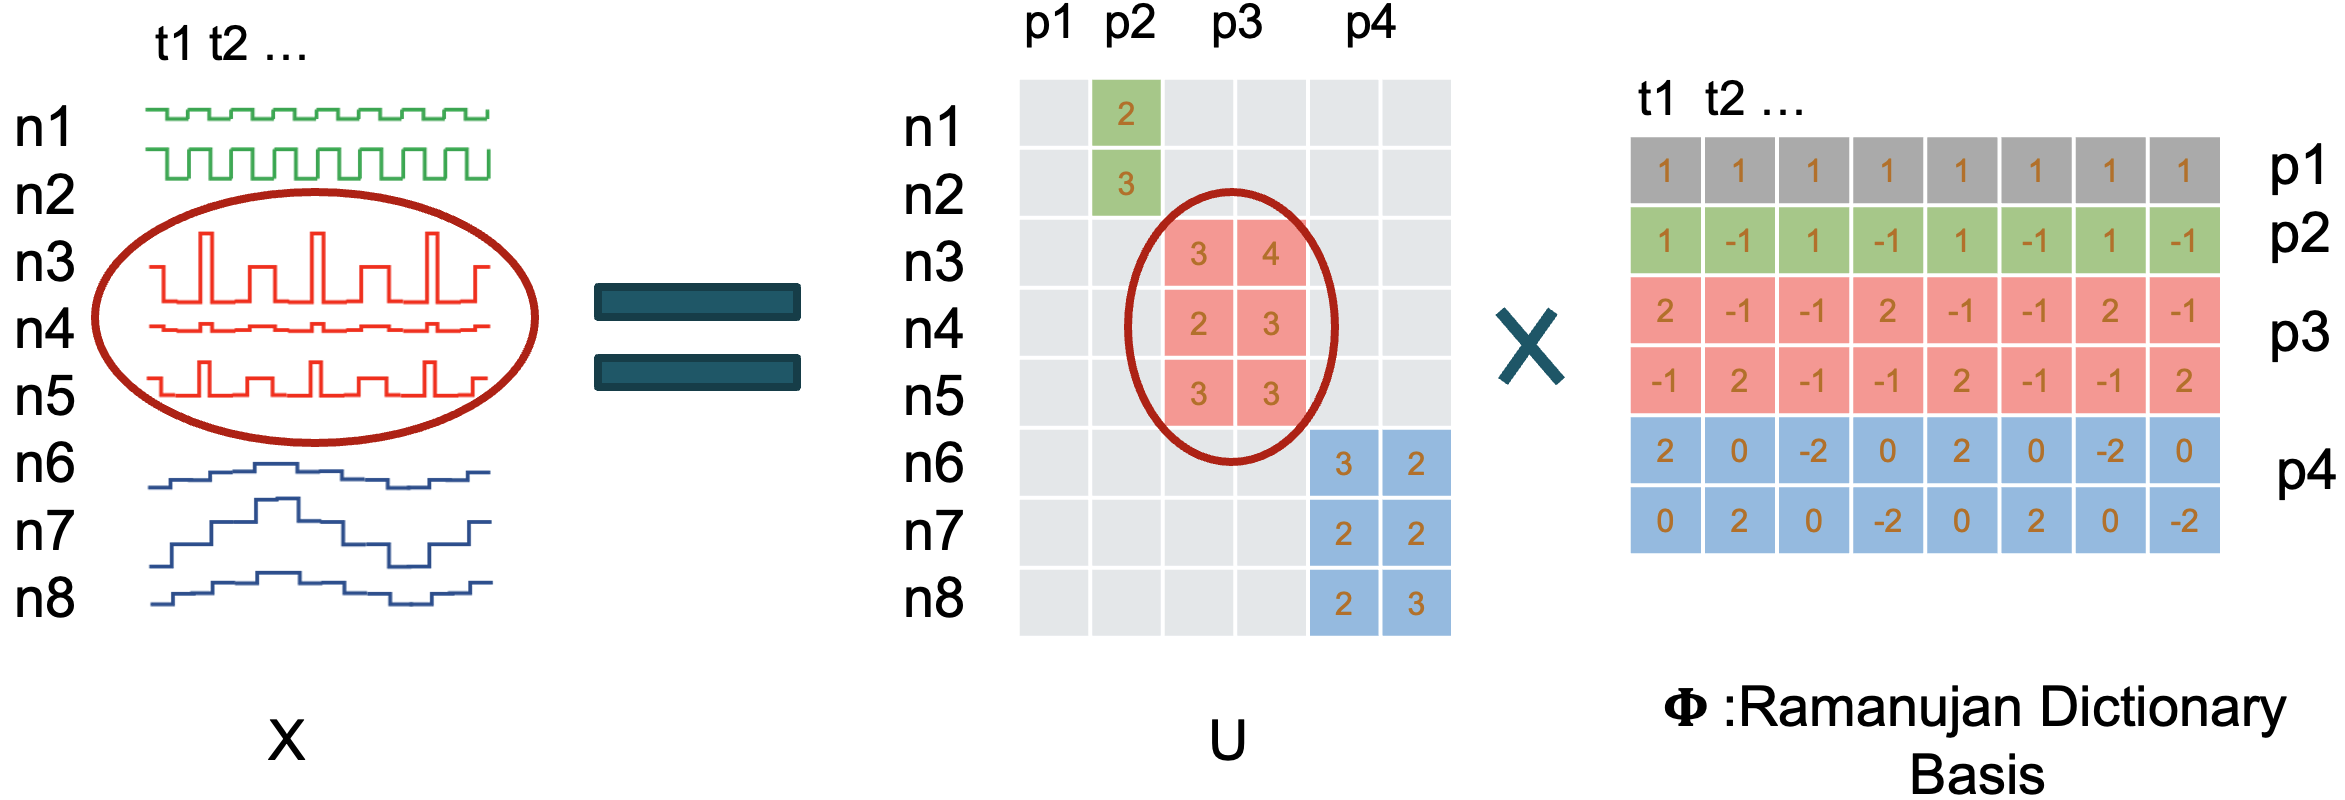 t1 t2 …
n1
n2
n3
n4
n5
n6
n7
n8
X
p1 p2 p3 p4
n1 2
n2 3
n3 3 4
n4 2 3
n5 3 3
n6 3 2
n7 2 2
n8 2 3
U
t1 t2 …
1 1 1 1 1 1 1 1 p1
1 -1 1 -1 1 -1 1 -1 p2
2 -1 -1 2 -1 -1 2 -1
p3
-1 2 -1 -1 2 -1 -1 2
2 0 -2 0 2 0 -2 0
p4
0 2 0 -2 0 2 0 -2
Φ :Ramanujan Dictionary
Basis